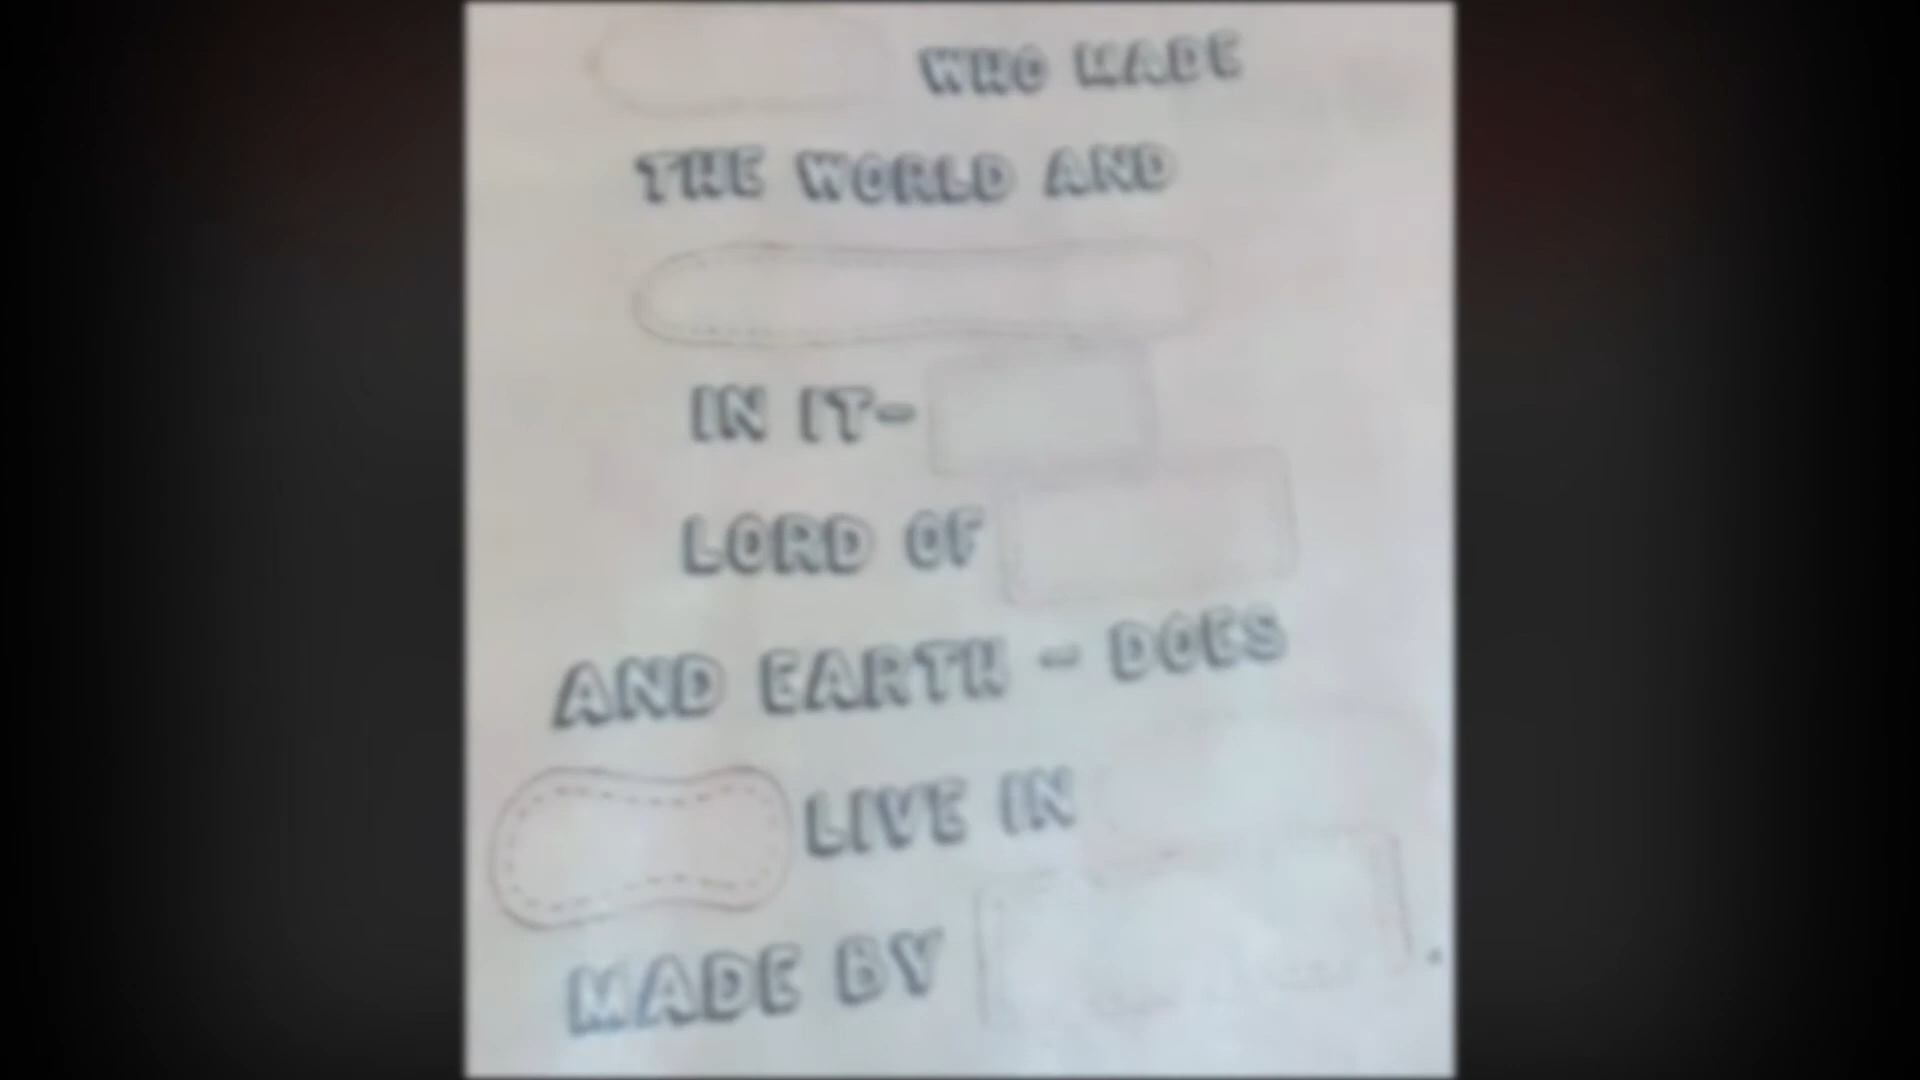 WHO MADE
THE WORLD AND
IN IT-
LORD OF
AND EARTH - DOES
LIVE IN
MADE BY .